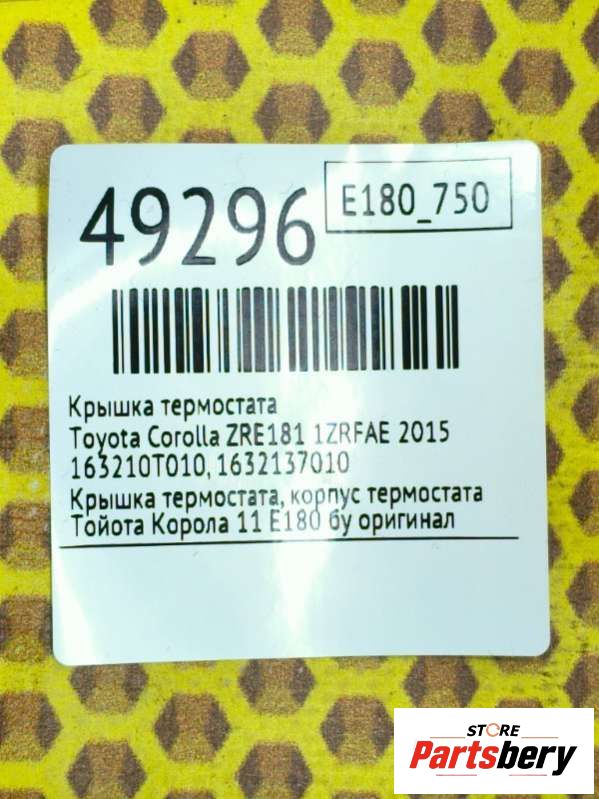 49296
E180_750
Крышка термостата
Toyota Corolla ZRE181 1ZRFAE 2015
163210T010, 1632137010
Крышка термостата, корпус термостата
Тойота Корола 11 Е180 бу оригинал
STORE
Partsbery